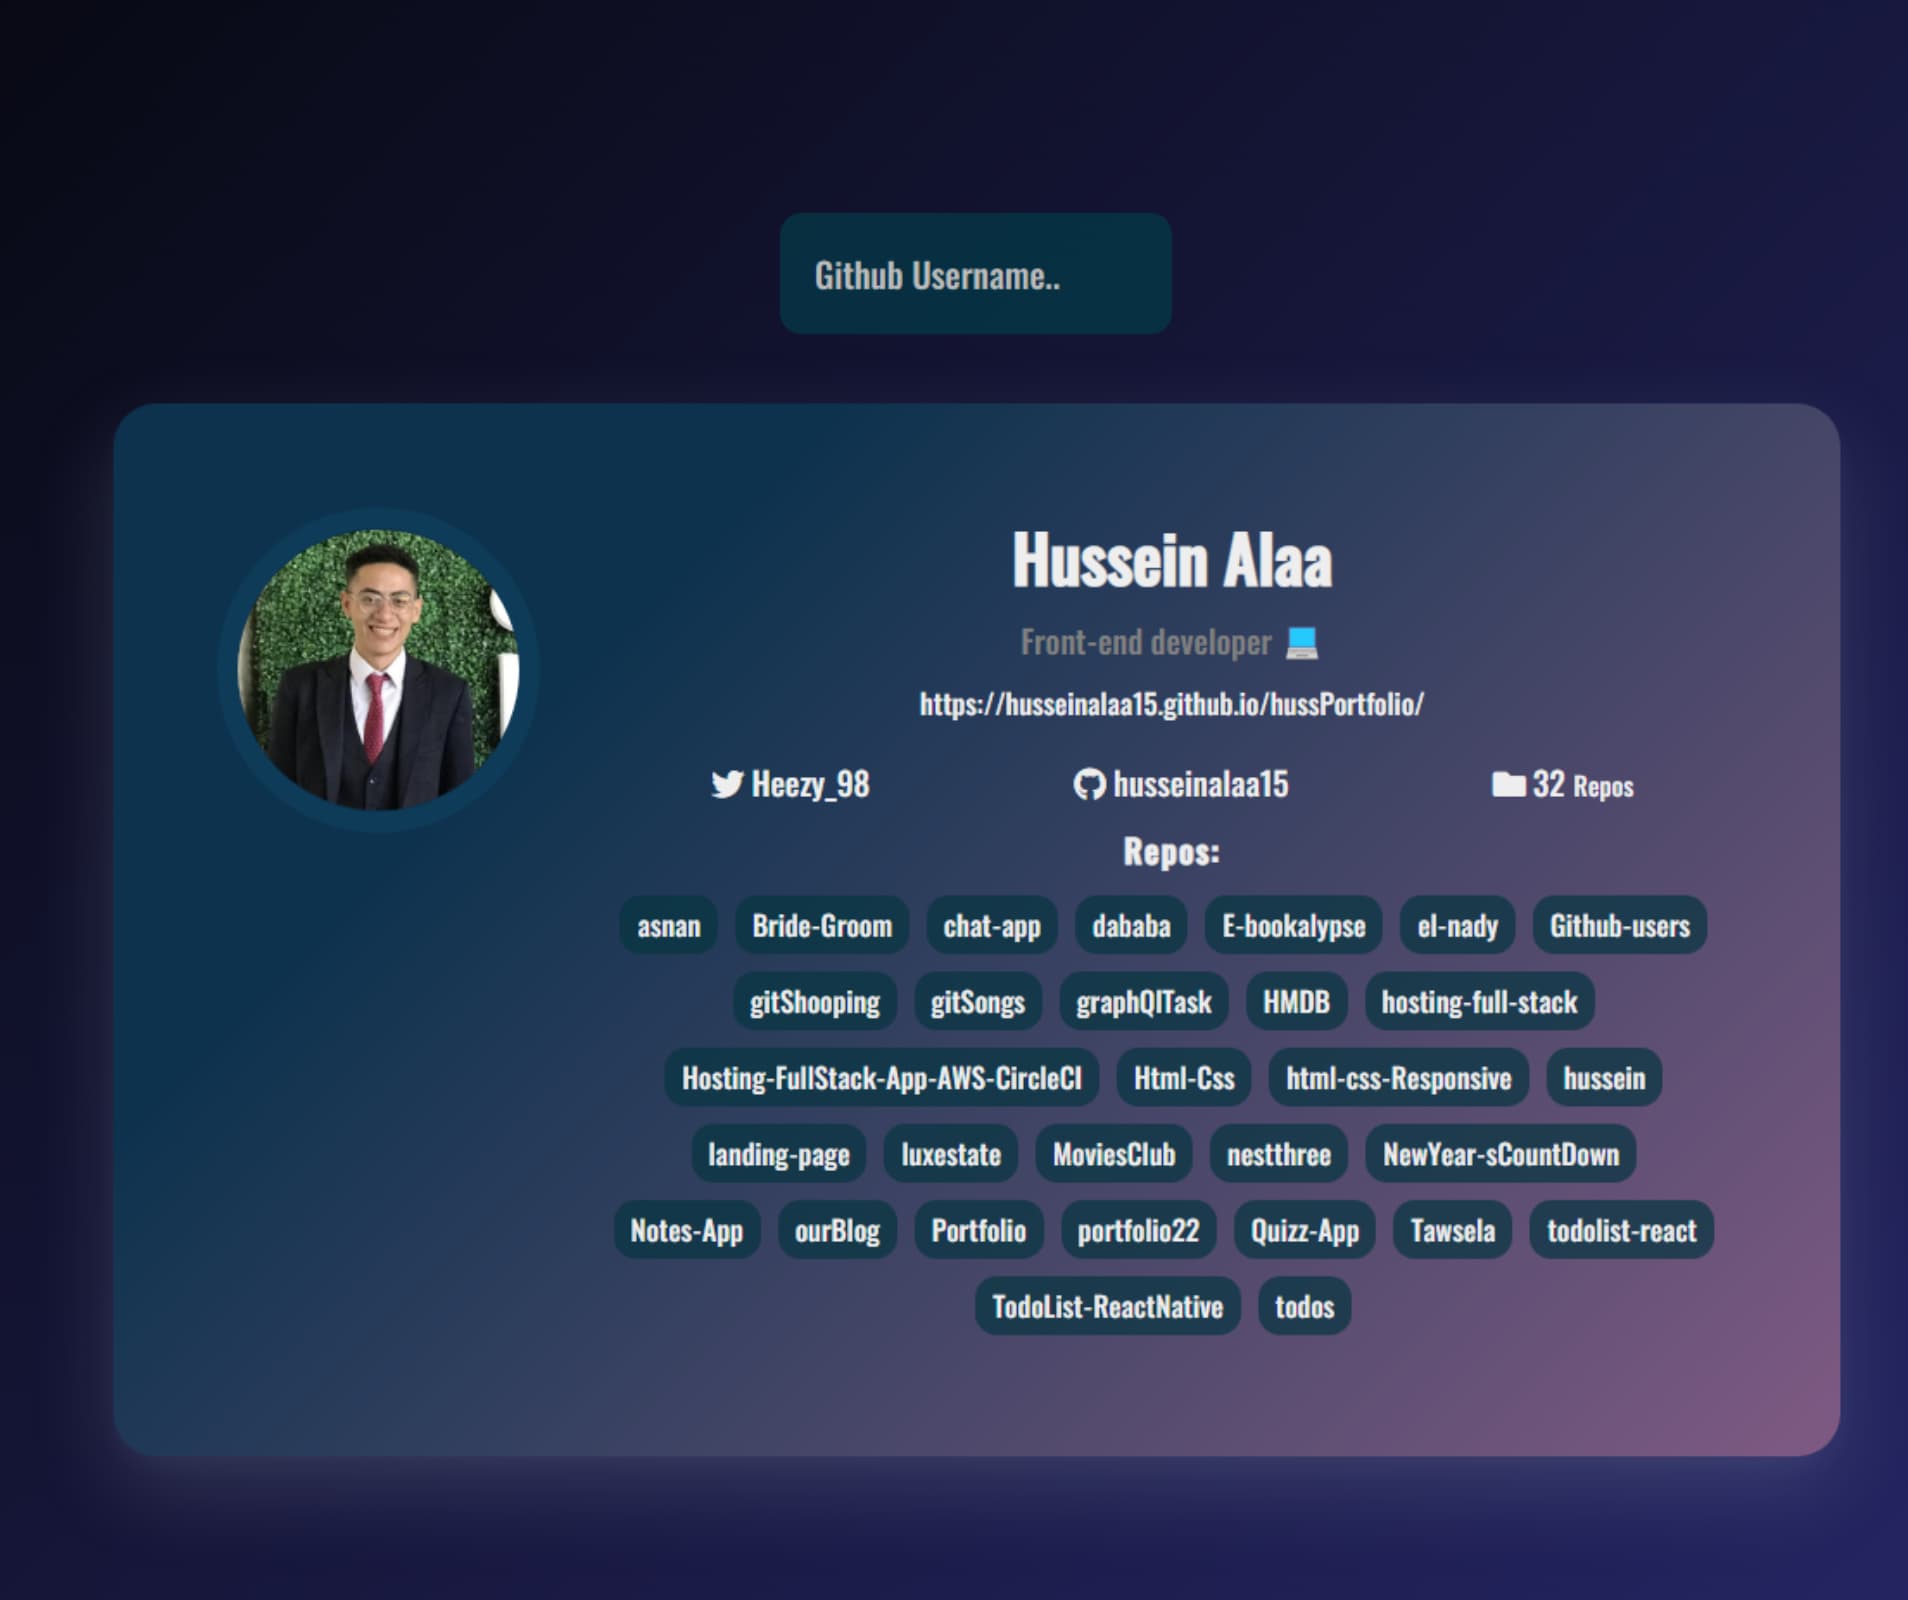 Github Username..
Hussein Alaa
Front-end developer 💻
https://husseinalaa15.github.io/hussPortfolio/
Heezy_98 husseinalaa15 32 Repos
Repos:
asnan Bride-Groom chat-app dababa E-bookalypse el-nady Github-users
gitShooping gitSongs graphQlTask HMDB hosting-full-stack
Hosting-FullStack-App-AWS-CircleCI Html-Css html-css-Responsive hussein
landing-page luxestate MoviesClub nestthree NewYear-sCountDown
Notes-App ourBlog Portfolio portfolio22 Quizz-App Tawsela todolist-react
TodoList-ReactNative todos